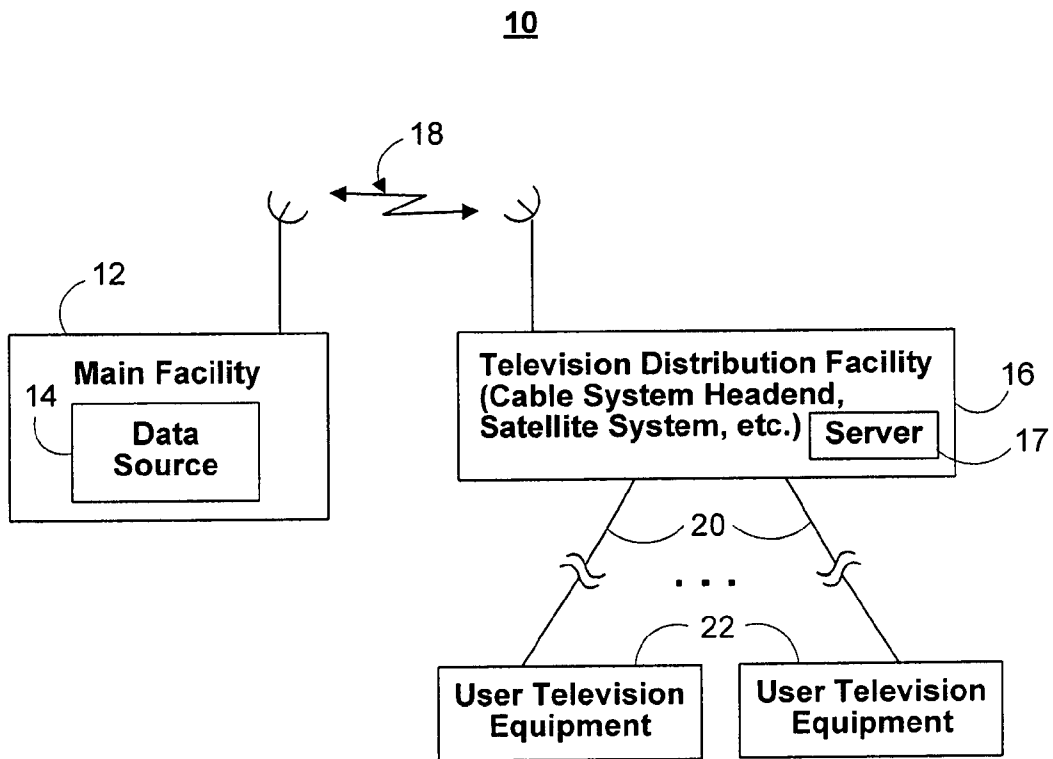 10
18
12
Main Facility
14
Data
Source
Television Distribution Facility
(Cable System Headend,
Satellite System, etc.)
Server
16
17
20
. . .
22
User Television
Equipment
User Television
Equipment